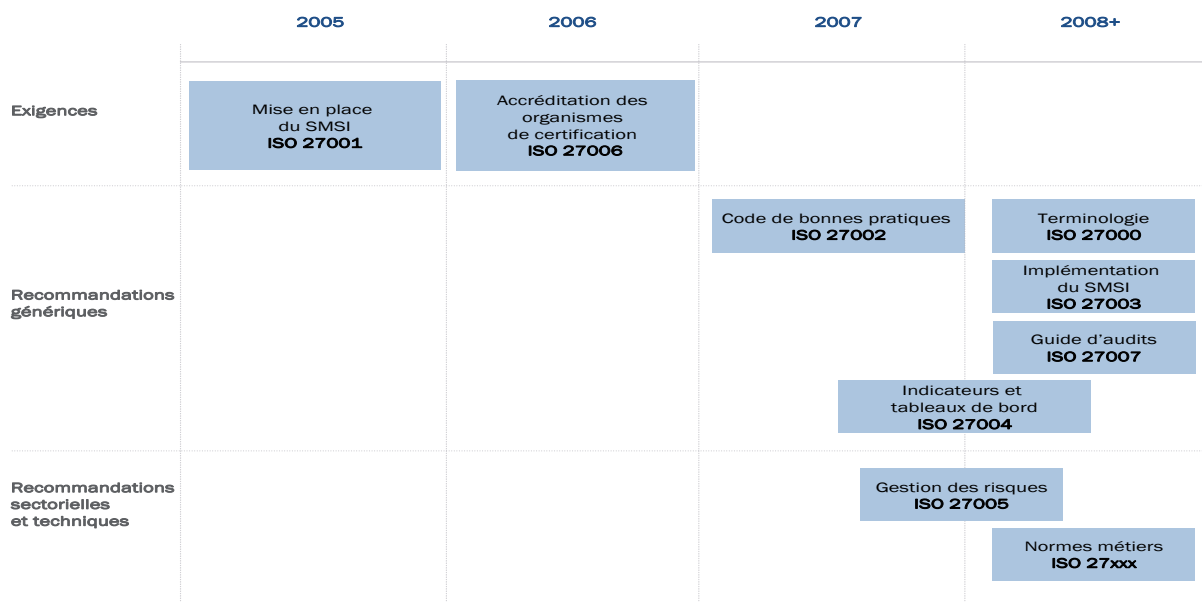 2005
2006
2007
2008+
Exigences
Mise en place
du SMSI
ISO 27001
Accréditation des
organismes
de certification
ISO 27006
Recommandations
génériques
Code de bonnes pratiques
ISO 27002
Terminologie
ISO 27000
Implémentation
du SMSI
ISO 27003
Guide d’audits
ISO 27007
Indicateurs et
tableaux de bord
ISO 27004
Recommandations
sectorielles
et techniques
Gestion des risques
ISO 27005
Normes métiers
ISO 27xxx